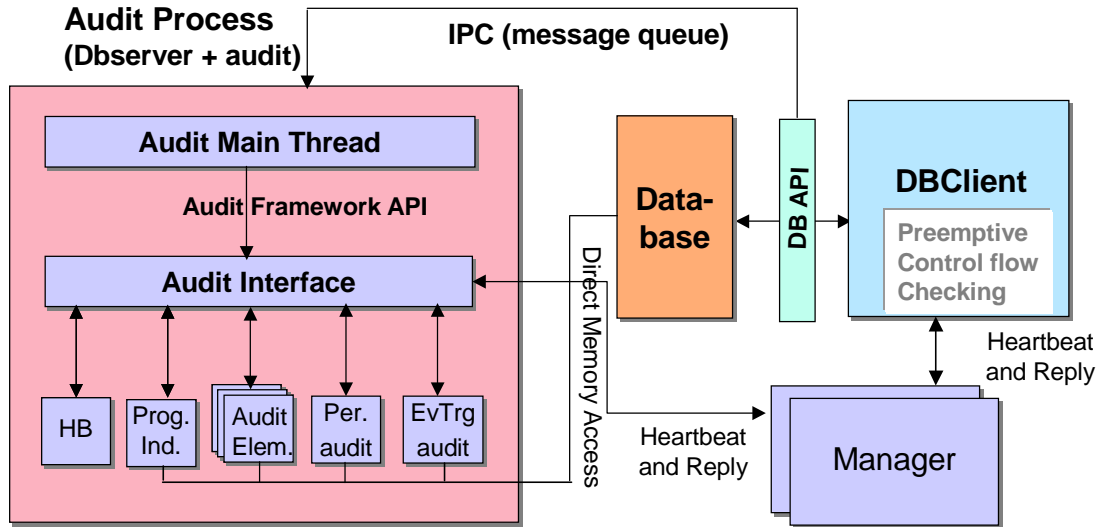 Audit Process
(Dbserver + audit)
IPC (message queue)
Audit Main Thread
Audit Framework API
Audit Interface
HB
Prog.
Ind.
Audit
Elem.
Per.
audit
EvTrg
audit
Direct Memory Access
Data-
base
DB API
DBClient
Preemptive
Control flow
Checking
Heartbeat
and Reply
Heartbeat
and Reply
Manager